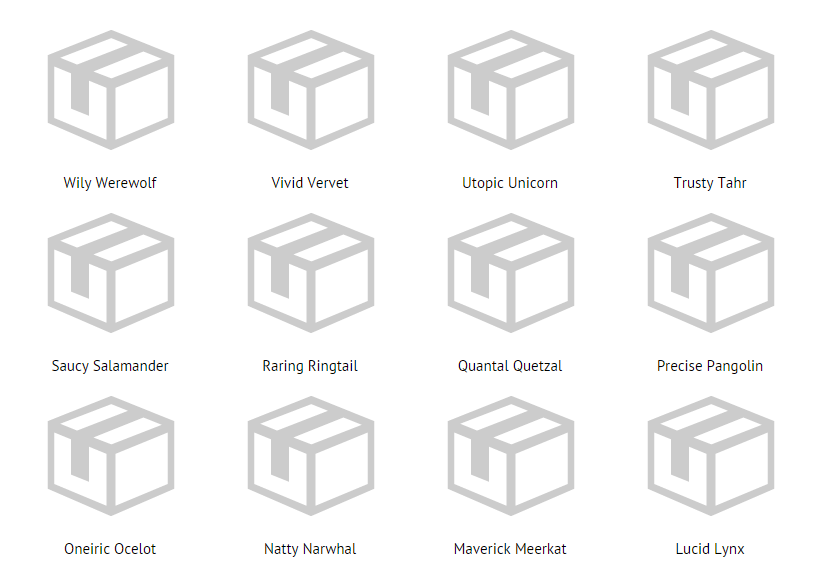 Wily Werewolf
Vivid Vervet
Utopic Unicorn
Trusty Tahr
Saucy Salamander
Raring Ringtail
Quantal Quetzal
Precise Pangolin
Oneiric Ocelot
Natty Narwhal
Maverick Meerkat
Lucid Lynx